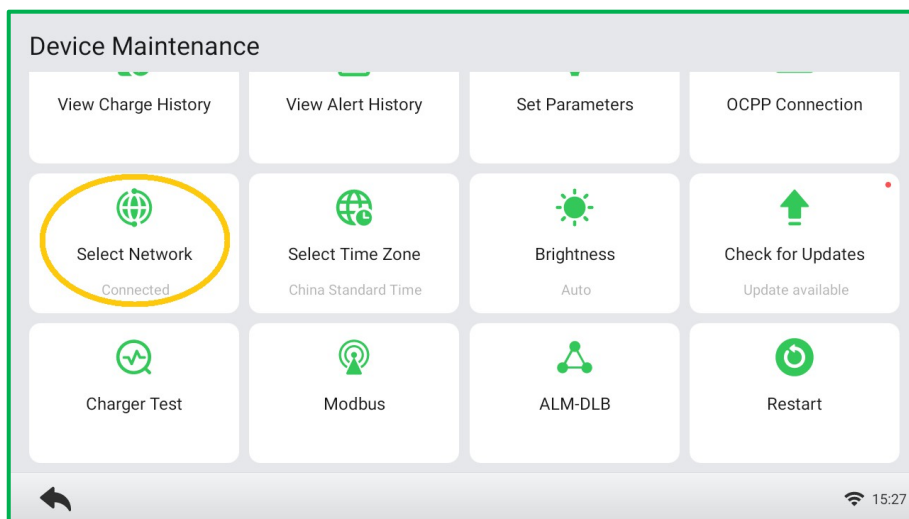 Device Maintenance
View Charge History
View Alert History
Set Parameters
OCPP Connection
Select Network
Select Time Zone
Brightness
Check for Updates
Connected
China Standard Time
Auto
Update available
Charger Test
Modbus
ALM-DLB
Restart
15:27